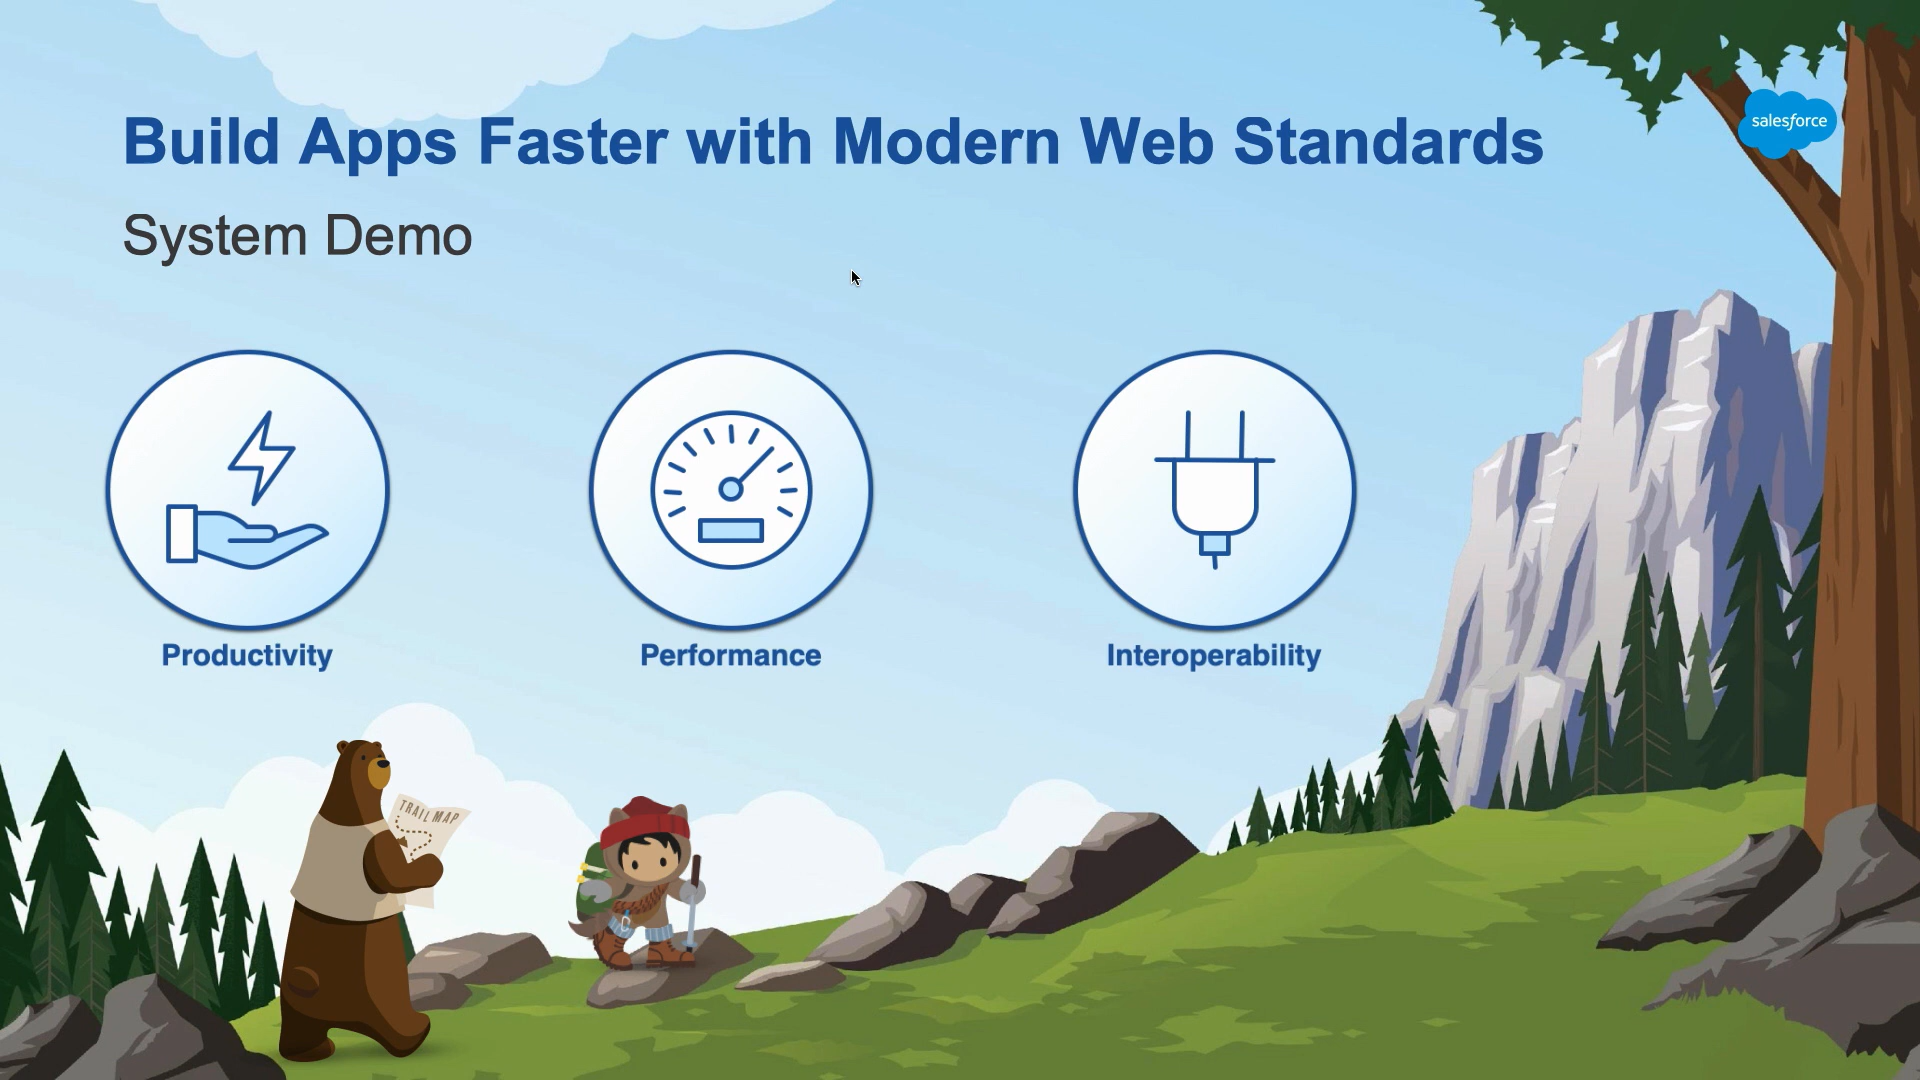 Build Apps Faster with Modern Web Standards
salesforce
System Demo
Productivity
Performance
Interoperability
TRAIL MAP